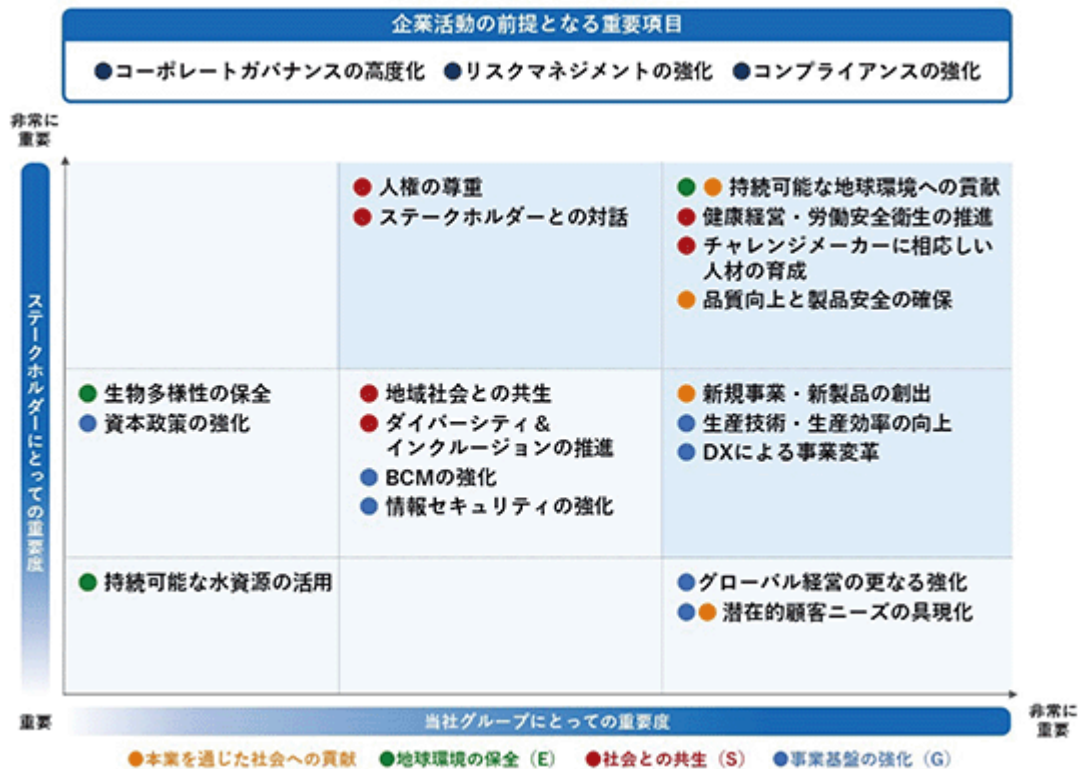 企業活動の前提となる重要項目
●コーポレートガバナンスの高度化 ●リスクマネジメントの強化 ●コンプライアンスの強化
非常に
重要
ステークホルダーにとっての重要度
●人権の尊重
●ステークホルダーとの対話
●●持続可能な地球環境への貢献
●健康経営・労働安全衛生の推進
●チャレンジメーカーに相応しい
人材の育成
●品質向上と製品安全の確保
●生物多様性の保全
●資本政策の強化
●地域社会との共生
●ダイバーシティ＆
インクルージョンの推進
●BCMの強化
●情報セキュリティの強化
●新規事業・新製品の創出
●生産技術・生産効率の向上
●DXによる事業変革
●持続可能な水資源の活用
●グローバル経営の更なる強化
●●潜在的顧客ニーズの具現化
重要
当社グループにとっての重要度
非常に
重要
●本業を通じた社会への貢献 ●地球環境の保全（E） ●社会との共生（S） ●事業基盤の強化（G）